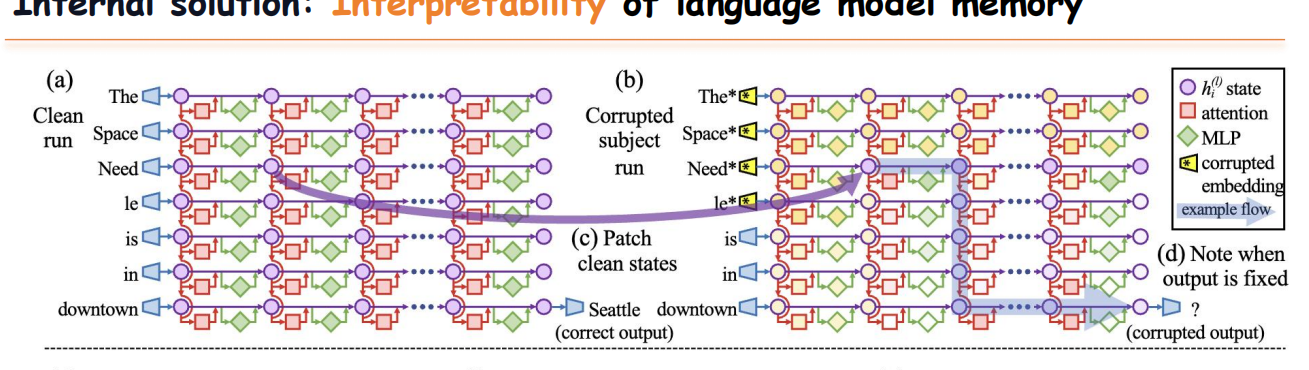 Internal solution: Interpretability of language model memory
(a)
Clean
run
The
Space
Need
le
is
in
downtown
Seattle
(correct output)
(c) Patch
clean states
(b)
Corrupted
subject
run
The*
Space*
Need*
le*
is
in
downtown
?
(corrupted output)
(d) Note when
output is fixed
h_i^(l) state
attention
MLP
* corrupted
embedding
example flow